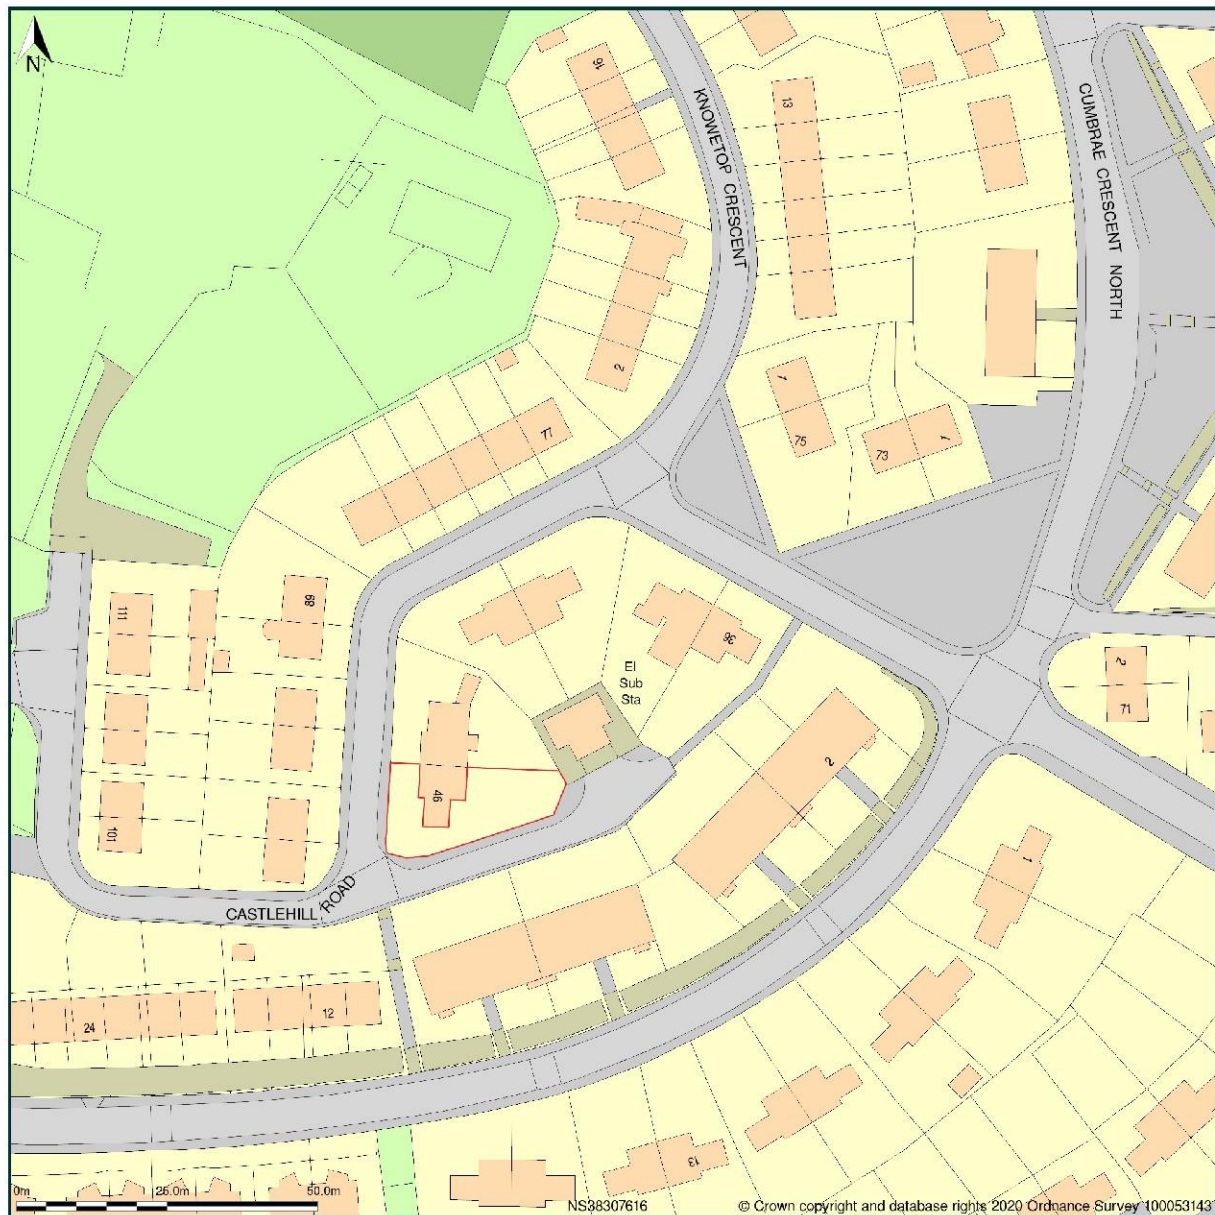 N
16
13
KNOWETOP CRESCENT
CUMBRAE CRESCENT NORTH
2
1
77
75
73
1
111
89
36
El
Sub
Sta
2
71
2
46
101
1
CASTLEHILL ROAD
12
24
13
0m
25.0m
50.0m
NS38307616
© Crown copyright and database rights 2020 Ordnance Survey 100053143